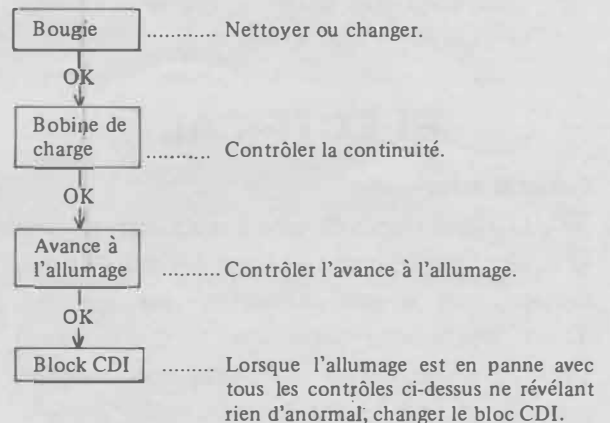 Bougie ........... Nettoyer ou changer.
OK
Bobine de
charge .......... Contrôler la continuité.
OK
Avance à
l'allumage ......... Contrôler l'avance à l'allumage.
OK
Block CDI ......... Lorsque l'allumage est en panne avec
tous les contrôles ci-dessus ne révélant
rien d'anormal, changer le bloc CDI.